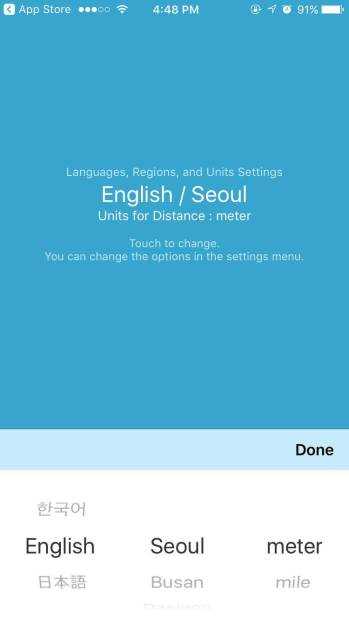 App Store 4:48 PM 91%
Languages, Regions, and Units Settings
English / Seoul
Units for Distance : meter
Touch to change.
You can change the options in the settings menu.
Done
한국어
English Seoul meter
日本語 Busan mile